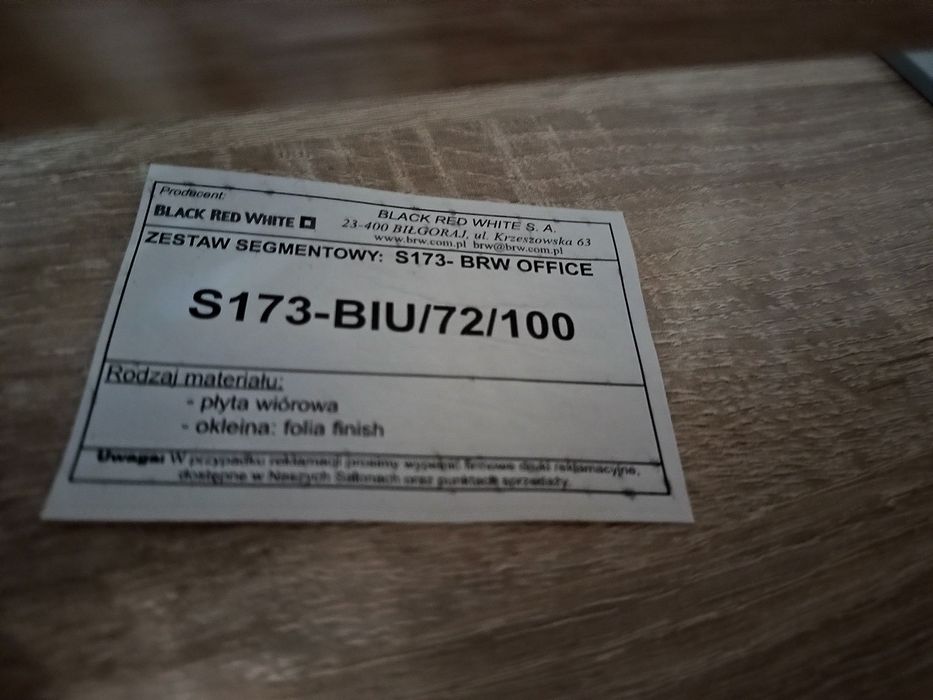 Producent:
BLACK RED WHITE
BLACK RED WHITE S. A.
23-400 BIŁGORAJ, ul. Krzeszowska 63
www.brw.com.pl brw@brw.com.pl
ZESTAW SEGMENTOWY: S173- BRW OFFICE
S173-BIU/72/100
Rodzaj materiału:
- płyta wiórowa
- okleina: folia finish
Uwaga: W przypadku reklamacji prosimy wypełnić firmowe druki reklamacyjne,
dostępne w Naszych Salonach oraz punktach sprzedaży.